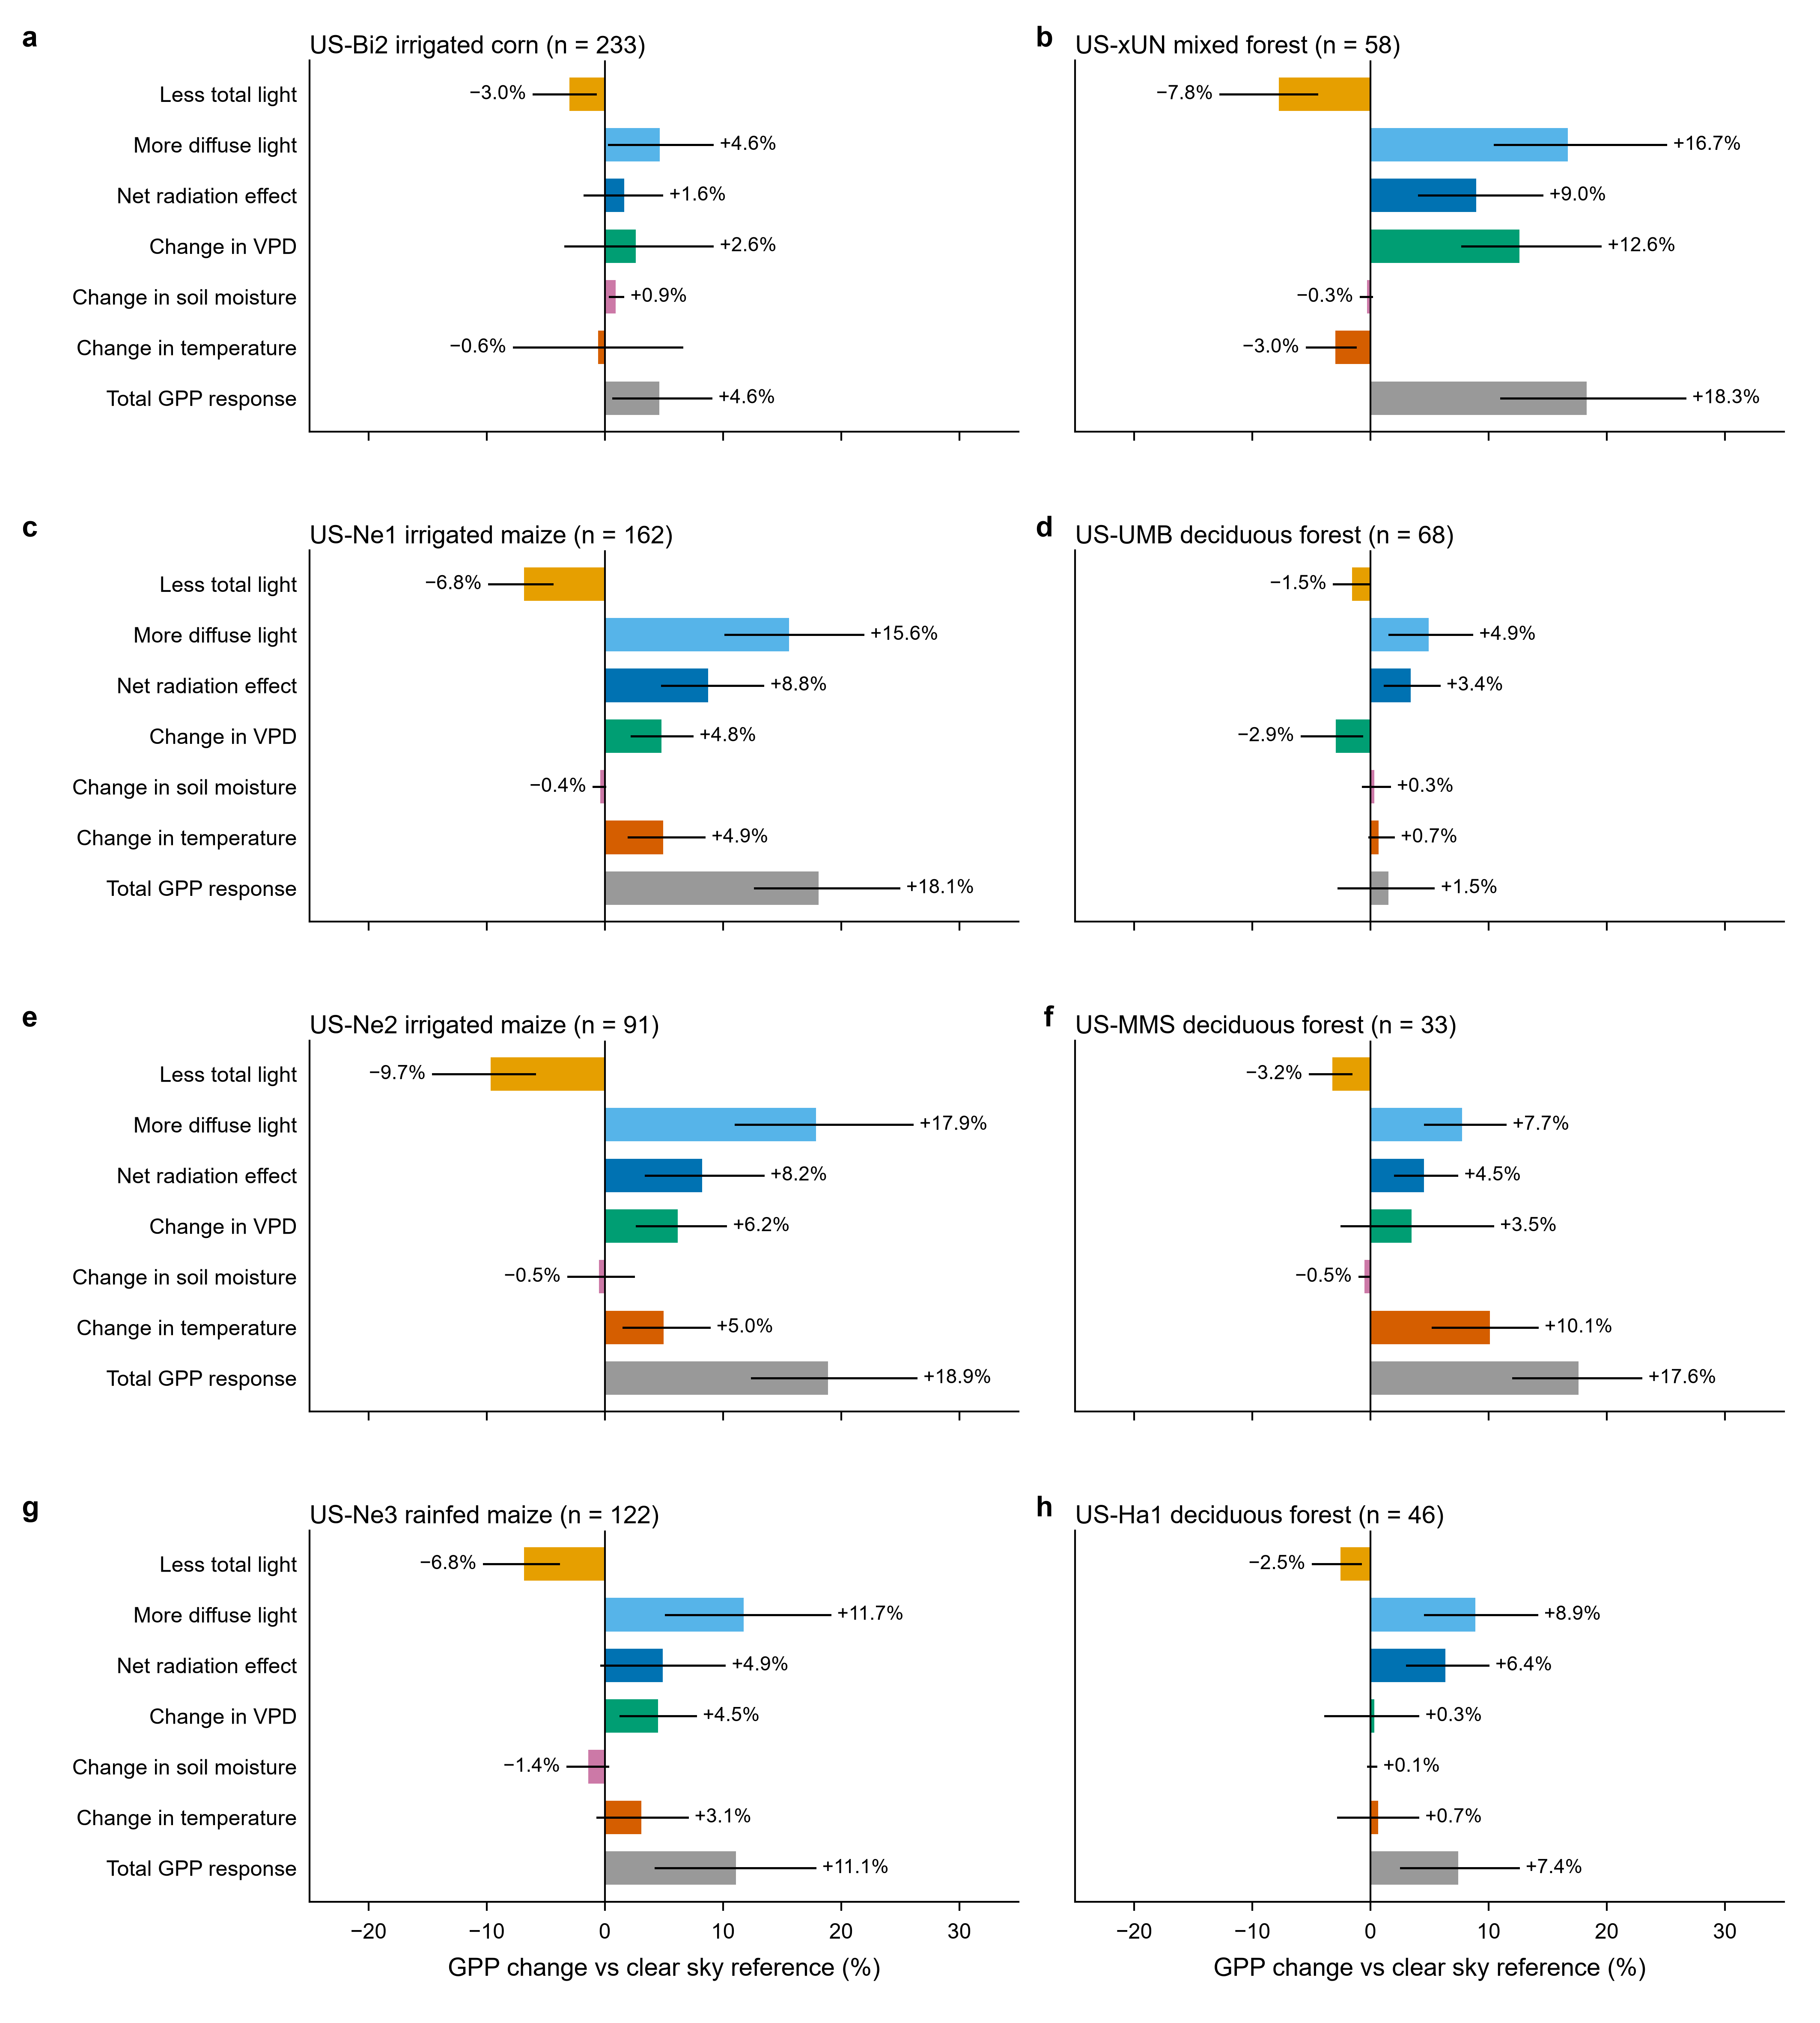 a
US-Bi2 irrigated corn (n = 233)
Less total light
−3.0%
More diffuse light
+4.6%
Net radiation effect
+1.6%
Change in VPD
+2.6%
Change in soil moisture
+0.9%
Change in temperature
−0.6%
Total GPP response
+4.6%
b
US-xUN mixed forest (n = 58)
−7.8%
+16.7%
+9.0%
+12.6%
−0.3%
−3.0%
+18.3%
c
US-Ne1 irrigated maize (n = 162)
Less total light
−6.8%
More diffuse light
+15.6%
Net radiation effect
+8.8%
Change in VPD
+4.8%
Change in soil moisture
−0.4%
Change in temperature
+4.9%
Total GPP response
+18.1%
d
US-UMB deciduous forest (n = 68)
−1.5%
+4.9%
+3.4%
−2.9%
+0.3%
+0.7%
+1.5%
e
US-Ne2 irrigated maize (n = 91)
Less total light
−9.7%
More diffuse light
+17.9%
Net radiation effect
+8.2%
Change in VPD
+6.2%
Change in soil moisture
−0.5%
Change in temperature
+5.0%
Total GPP response
+18.9%
f
US-MMS deciduous forest (n = 33)
−3.2%
+7.7%
+4.5%
+3.5%
−0.5%
+10.1%
+17.6%
g
US-Ne3 rainfed maize (n = 122)
Less total light
−6.8%
More diffuse light
+11.7%
Net radiation effect
+4.9%
Change in VPD
+4.5%
Change in soil moisture
−1.4%
Change in temperature
+3.1%
Total GPP response
+11.1%
−20 −10 0 10 20 30
GPP change vs clear sky reference (%)
h
US-Ha1 deciduous forest (n = 46)
−2.5%
+8.9%
+6.4%
+0.3%
+0.1%
+0.7%
+7.4%
−20 −10 0 10 20 30
GPP change vs clear sky reference (%)